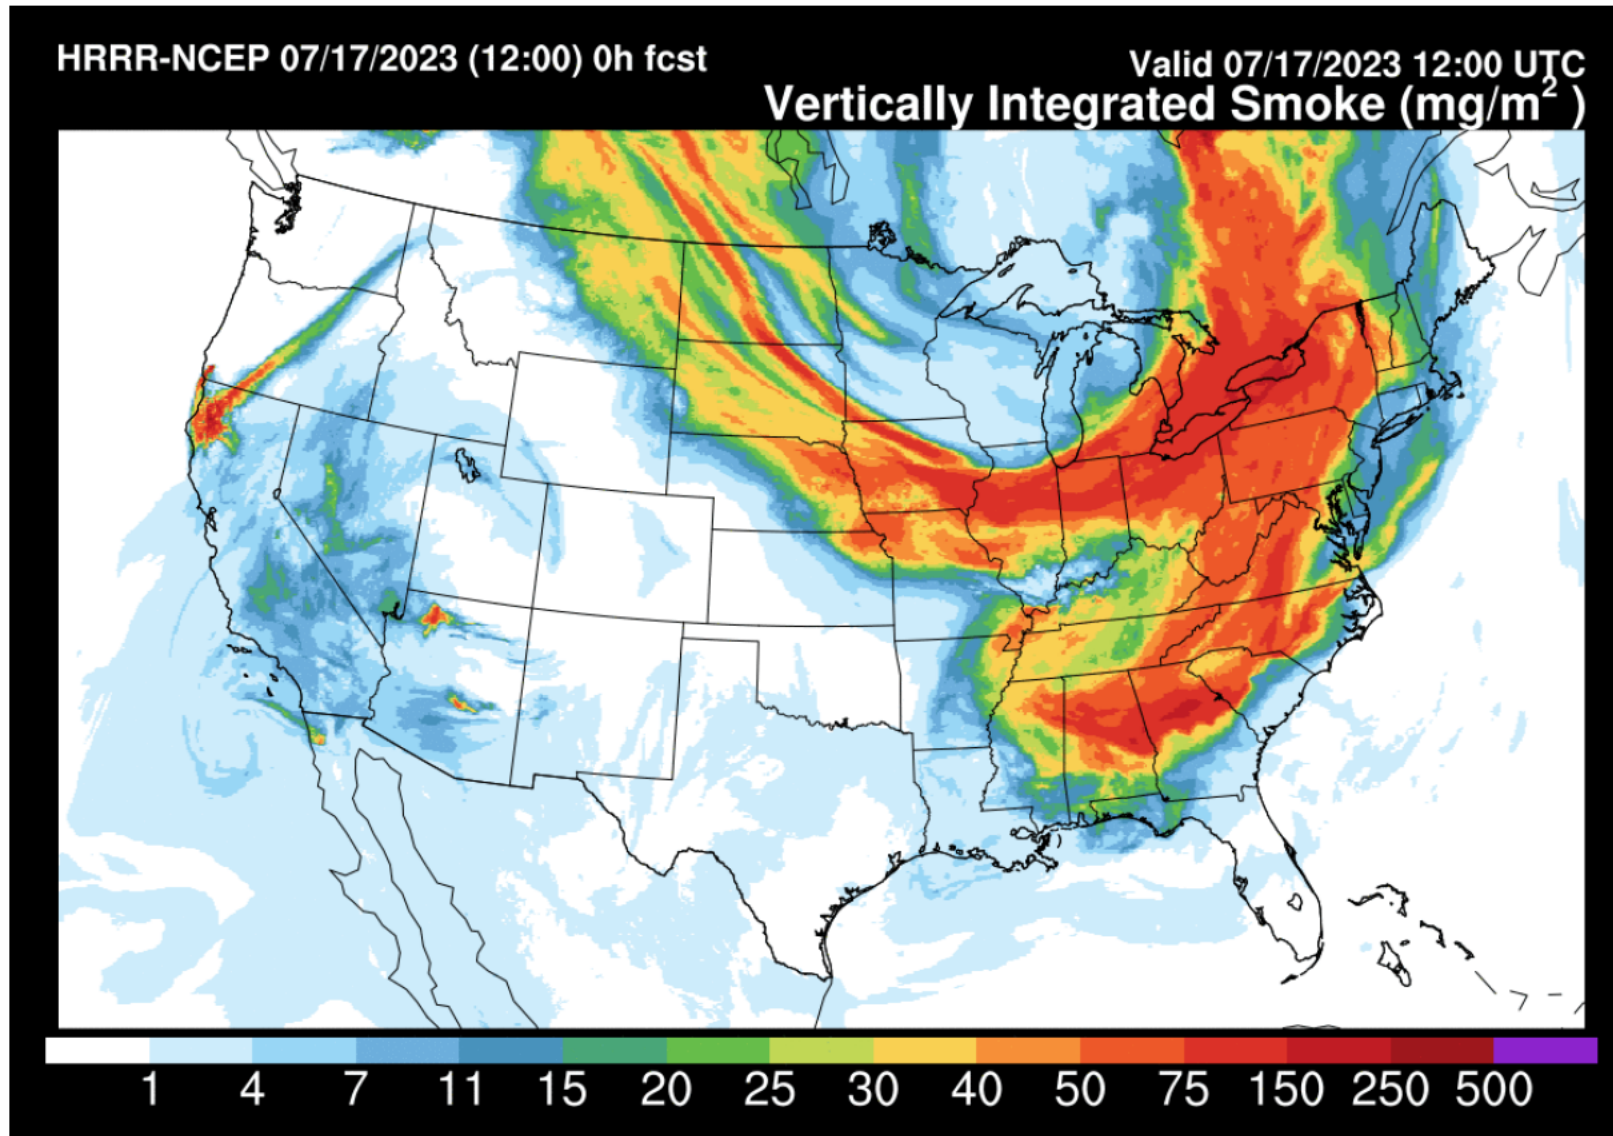 HRRR-NCEP 07/17/2023 (12:00) 0h fcst
Valid 07/17/2023 12:00 UTC
Vertically Integrated Smoke (mg/m²)
1 4 7 11 15 20 25 30 40 50 75 150 250 500